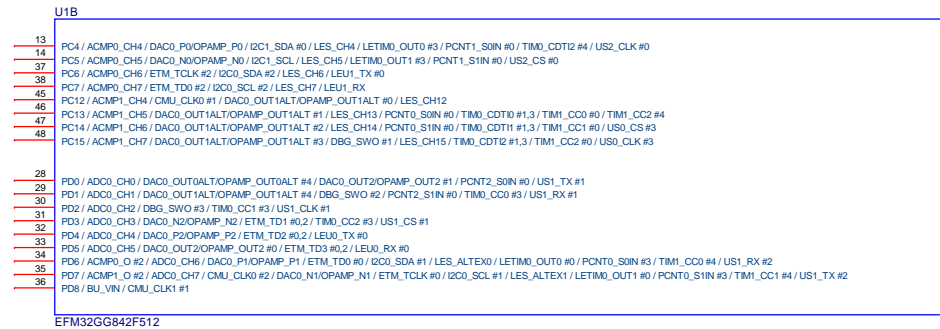 U1B
13 PC4 / ACMP0_CH4 / DAC0_P0/OPAMP_P0 / I2C1_SDA #0 / LES_CH4 / LETIM0_OUT0 #3 / PCNT1_S0IN #0 / TIM0_CDTI2 #4 / US2_CLK #0
14 PC5 / ACMP0_CH5 / DAC0_N0/OPAMP_N0 / I2C1_SCL / LES_CH5 / LETIM0_OUT1 #3 / PCNT1_S1IN #0 / US2_CS #0
37 PC6 / ACMP0_CH6 / ETM_TCLK #2 / I2C0_SDA #2 / LES_CH6 / LEU1_TX #0
38 PC7 / ACMP0_CH7 / ETM_TD0 #2 / I2C0_SCL #2 / LES_CH7 / LEU1_RX
45 PC12 / ACMP1_CH4 / CMU_CLK0 #1 / DAC0_OUT1ALT/OPAMP_OUT1ALT #0 / LES_CH12
46 PC13 / ACMP1_CH5 / DAC0_OUT1ALT/OPAMP_OUT1ALT #1 / LES_CH13 / PCNT0_S0IN #0 / TIM0_CDTI0 #1,3 / TIM1_CC0 #0 / TIM1_CC2 #4
47 PC14 / ACMP1_CH6 / DAC0_OUT1ALT/OPAMP_OUT1ALT #2 / LES_CH14 / PCNT0_S1IN #0 / TIM0_CDTI1 #1,3 / TIM1_CC1 #0 / US0_CS #3
48 PC15 / ACMP1_CH7 / DAC0_OUT1ALT/OPAMP_OUT1ALT #3 / DBG_SWO #1 / LES_CH15 / TIM0_CDTI2 #1,3 / TIM1_CC2 #0 / US0_CLK #3
28 PD0 / ADC0_CH0 / DAC0_OUT0ALT/OPAMP_OUT0ALT #4 / DAC0_OUT2/OPAMP_OUT2 #1 / PCNT2_S0IN #0 / US1_TX #1
29 PD1 / ADC0_CH1 / DAC0_OUT1ALT/OPAMP_OUT1ALT #4 / DBG_SWO #2 / PCNT2_S1IN #0 / TIM0_CC0 #3 / US1_RX #1
30 PD2 / ADC0_CH2 / DBG_SWO #3 / TIM0_CC1 #3 / US1_CLK #1
31 PD3 / ADC0_CH3 / DAC0_N2/OPAMP_N2 / ETM_TD1 #0,2 / TIM0_CC2 #3 / US1_CS #1
32 PD4 / ADC0_CH4 / DAC0_P2/OPAMP_P2 / ETM_TD2 #0,2 / LEU0_TX #0
33 PD5 / ADC0_CH5 / DAC0_OUT2/OPAMP_OUT2 #0 / ETM_TD3 #0,2 / LEU0_RX #0
34 PD6 / ACMP0_O #2 / ADC0_CH6 / DAC0_P1/OPAMP_P1 / ETM_TD0 #0 / I2C0_SDA #1 / LES_ALTEX0 / LETIM0_OUT0 #0 / PCNT0_S0IN #3 / TIM1_CC0 #4 / US1_RX #2
35 PD7 / ACMP1_O #2 / ADC0_CH7 / CMU_CLK0 #2 / DAC0_N1/OPAMP_N1 / ETM_TCLK #0 / I2C0_SCL #1 / LES_ALTEX1 / LETIM0_OUT1 #0 / PCNT0_S1IN #3 / TIM1_CC1 #4 / US1_TX #2
36 PD8 / BU_VIN / CMU_CLK1 #1
EFM32GG842F512